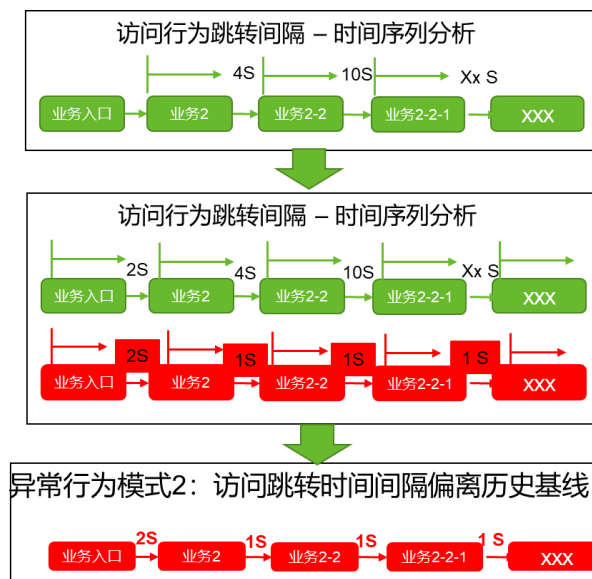 访问行为跳转间隔 – 时间序列分析
4S 10S Xx S
业务入口 业务2 业务2-2 业务2-2-1 XXX
访问行为跳转间隔 – 时间序列分析
2S 4S 10S Xx S
业务入口 业务2 业务2-2 业务2-2-1 XXX
2S 1S 1S 1 S
业务入口 业务2 业务2-2 业务2-2-1 XXX
异常行为模式2：访问跳转时间间隔偏离历史基线
2S 1S 1S 1 S
业务入口 业务2 业务2-2 业务2-2-1 XXX